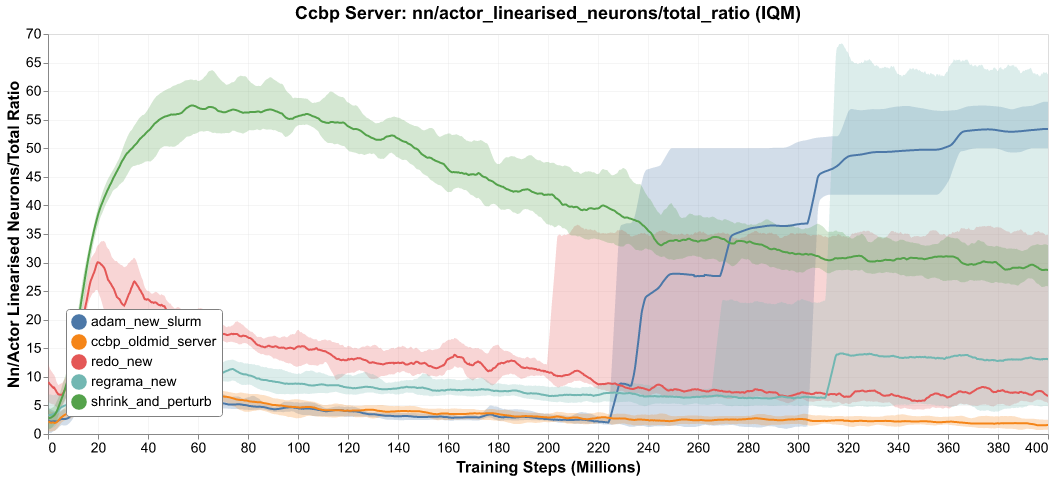 Ccbp Server: nn/actor_linearised_neurons/total_ratio (IQM)
Nn/Actor Linearised Neurons/Total Ratio
70
65
60
55
50
45
40
35
30
25
20
15
10
5
0
adam_new_slurm
ccbp_oldmid_server
redo_new
regrama_new
shrink_and_perturb
0 20 40 60 80 100 120 140 160 180 200 220 240 260 280 300 320 340 360 380 400
Training Steps (Millions)